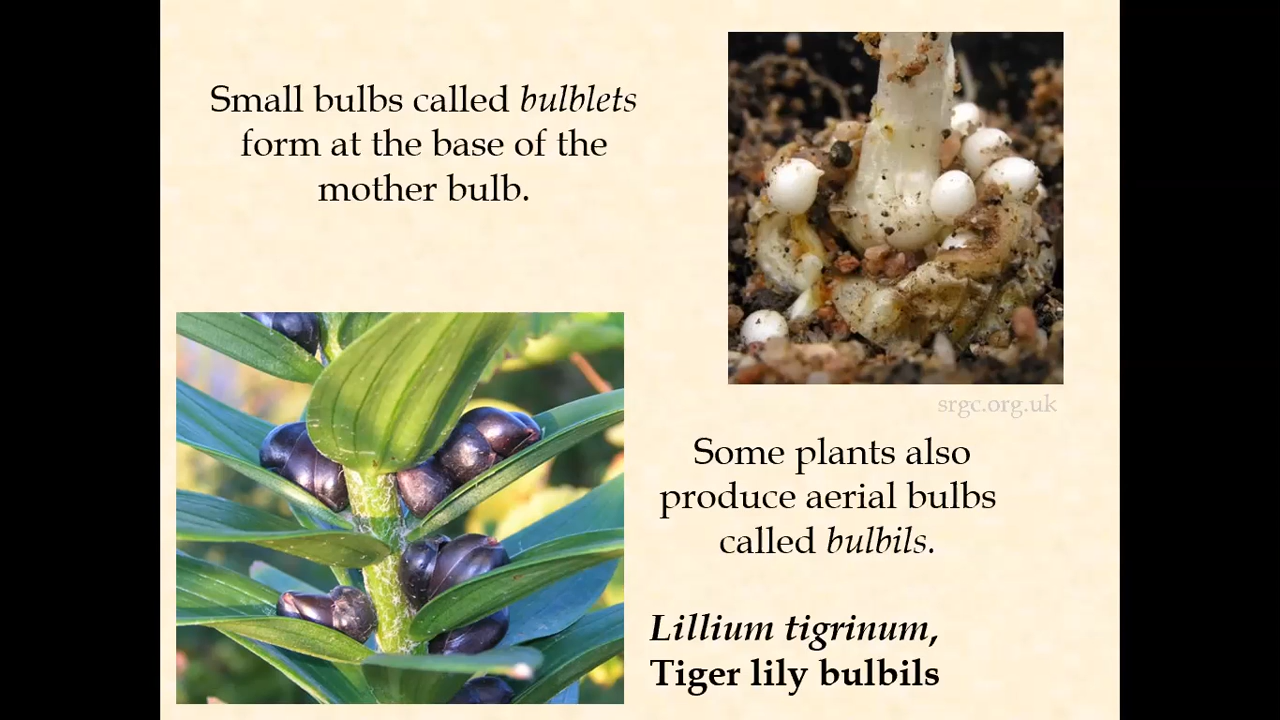 Small bulbs called bulblets
form at the base of the
mother bulb.
srgc.org.uk
Some plants also
produce aerial bulbs
called bulbils.
Lillium tigrinum,
Tiger lily bulbils